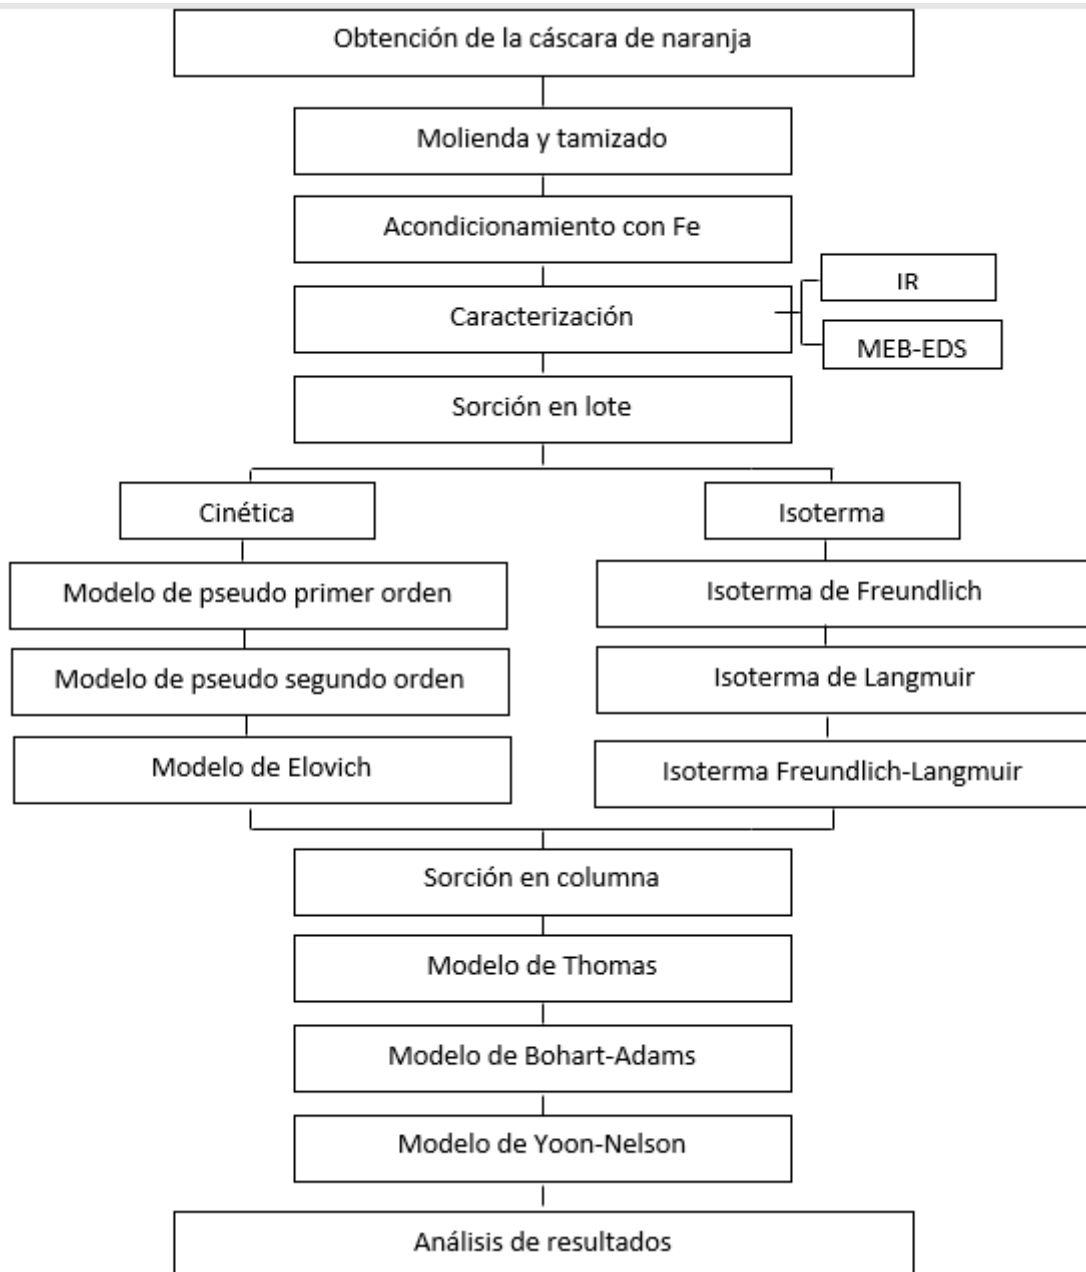 Obtención de la cáscara de naranja
Molienda y tamizado
Acondicionamiento con Fe
Caracterización
IR
MEB-EDS
Sorción en lote
Cinética
Modelo de pseudo primer orden
Modelo de pseudo segundo orden
Modelo de Elovich
Isoterma
Isoterma de Freundlich
Isoterma de Langmuir
Isoterma Freundlich-Langmuir
Sorción en columna
Modelo de Thomas
Modelo de Bohart-Adams
Modelo de Yoon-Nelson
Análisis de resultados